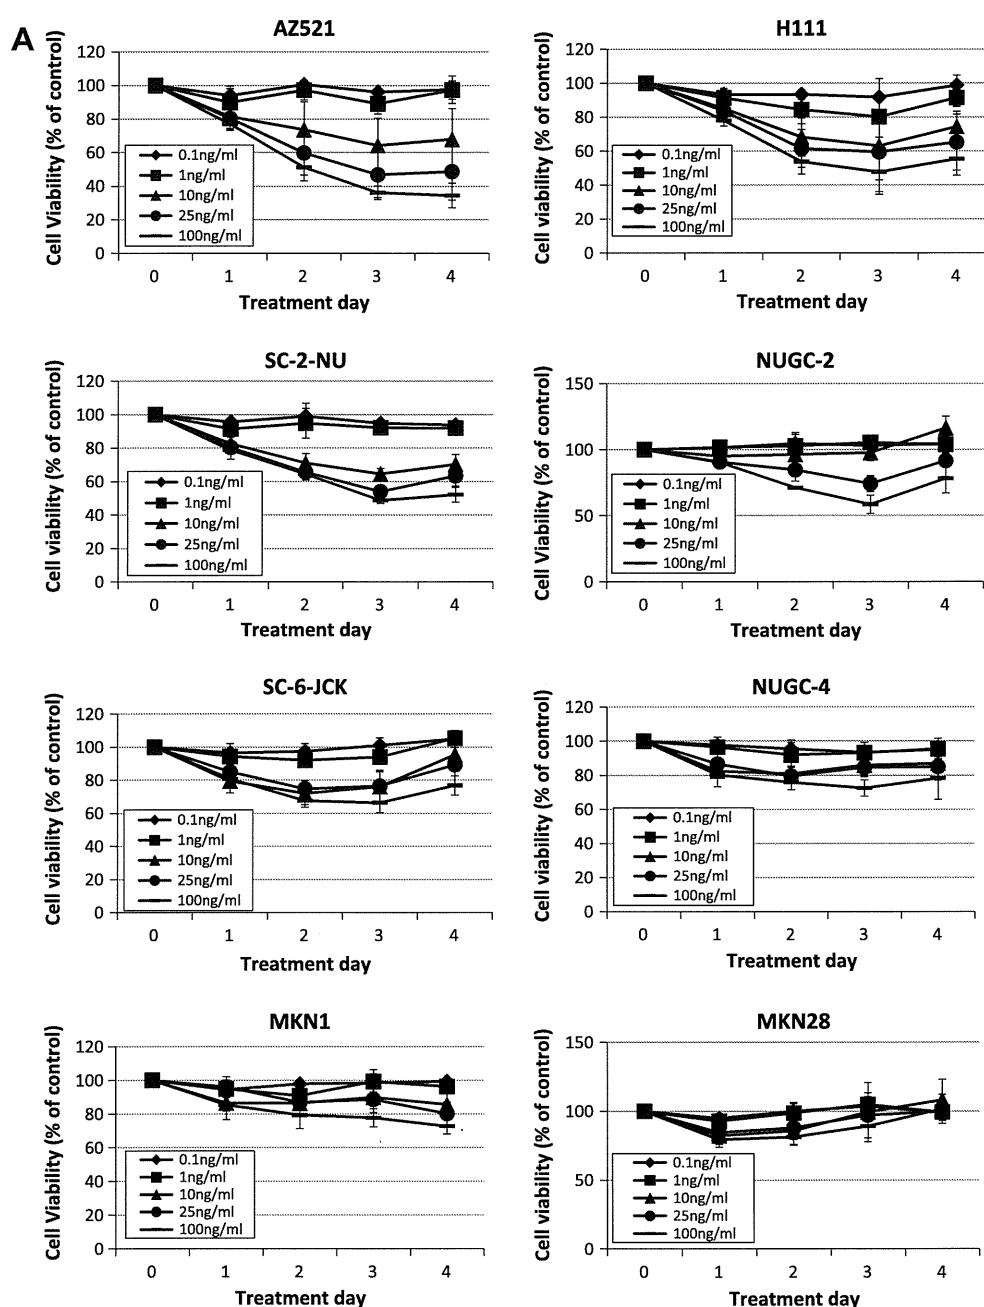 A
AZ521
Cell Viability (% of control)
120
100
80
60
40
20
0
0.1ng/ml
1ng/ml
10ng/ml
25ng/ml
100ng/ml
0 1 2 3 4
Treatment day
H111
Cell viability (% of control)
120
100
80
60
40
20
0
0.1ng/ml
1ng/ml
10ng/ml
25ng/ml
100ng/ml
0 1 2 3 4
Treatment day
SC-2-NU
Cell viability (% of control)
120
100
80
60
40
20
0
0.1ng/ml
1ng/ml
10ng/ml
25ng/ml
100ng/ml
0 1 2 3 4
Treatment day
NUGC-2
Cell Viability (% of control)
150
100
50
0
0.1ng/ml
1ng/ml
10ng/ml
25ng/ml
100ng/ml
0 1 2 3 4
Treatment day
SC-6-JCK
Cell viability (% of control)
120
100
80
60
40
20
0
0.1ng/ml
1ng/ml
10ng/ml
25ng/ml
100ng/ml
0 1 2 3 4
Treatment day
NUGC-4
Cell viability (% of control)
120
100
80
60
40
20
0
0.1ng/ml
1ng/ml
10ng/ml
25ng/ml
100ng/ml
0 1 2 3 4
Treatment day
MKN1
Cell Viability (% of control)
120
100
80
60
40
20
0
0.1ng/ml
1ng/ml
10ng/ml
25ng/ml
100ng/ml
0 1 2 3 4
Treatment day
MKN28
Cell viability (% of control)
150
100
50
0
0.1ng/ml
1ng/ml
10ng/ml
25ng/ml
100ng/ml
0 1 2 3 4
Treatment day